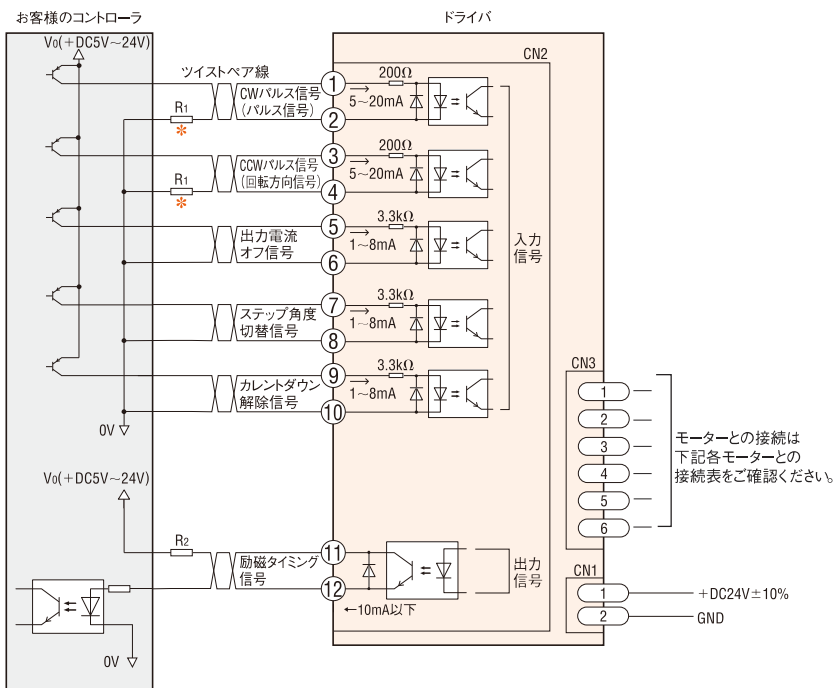 お客様のコントローラ
ドライバ
V₀(+DC5V~24V)
CN2
ツイストペア線
CWパルス信号
(パルス信号)
R₁
*
1
2
200Ω
5~20mA
CCWパルス信号
(回転方向信号)
R₁
*
3
4
200Ω
5~20mA
出力電流
オフ信号
5
6
3.3kΩ
1~8mA
入力
信号
ステップ角度
切替信号
7
8
3.3kΩ
1~8mA
カレントダウン
解除信号
9
10
3.3kΩ
1~8mA
0V
CN3
1
2
3
4
5
6
モーターとの接続は
下記各モーターとの
接続表をご確認ください。
V₀(+DC5V~24V)
R₂
励磁タイミング
信号
11
12
←10mA以下
出力
信号
0V
CN1
1
+DC24V±10%
2
GND